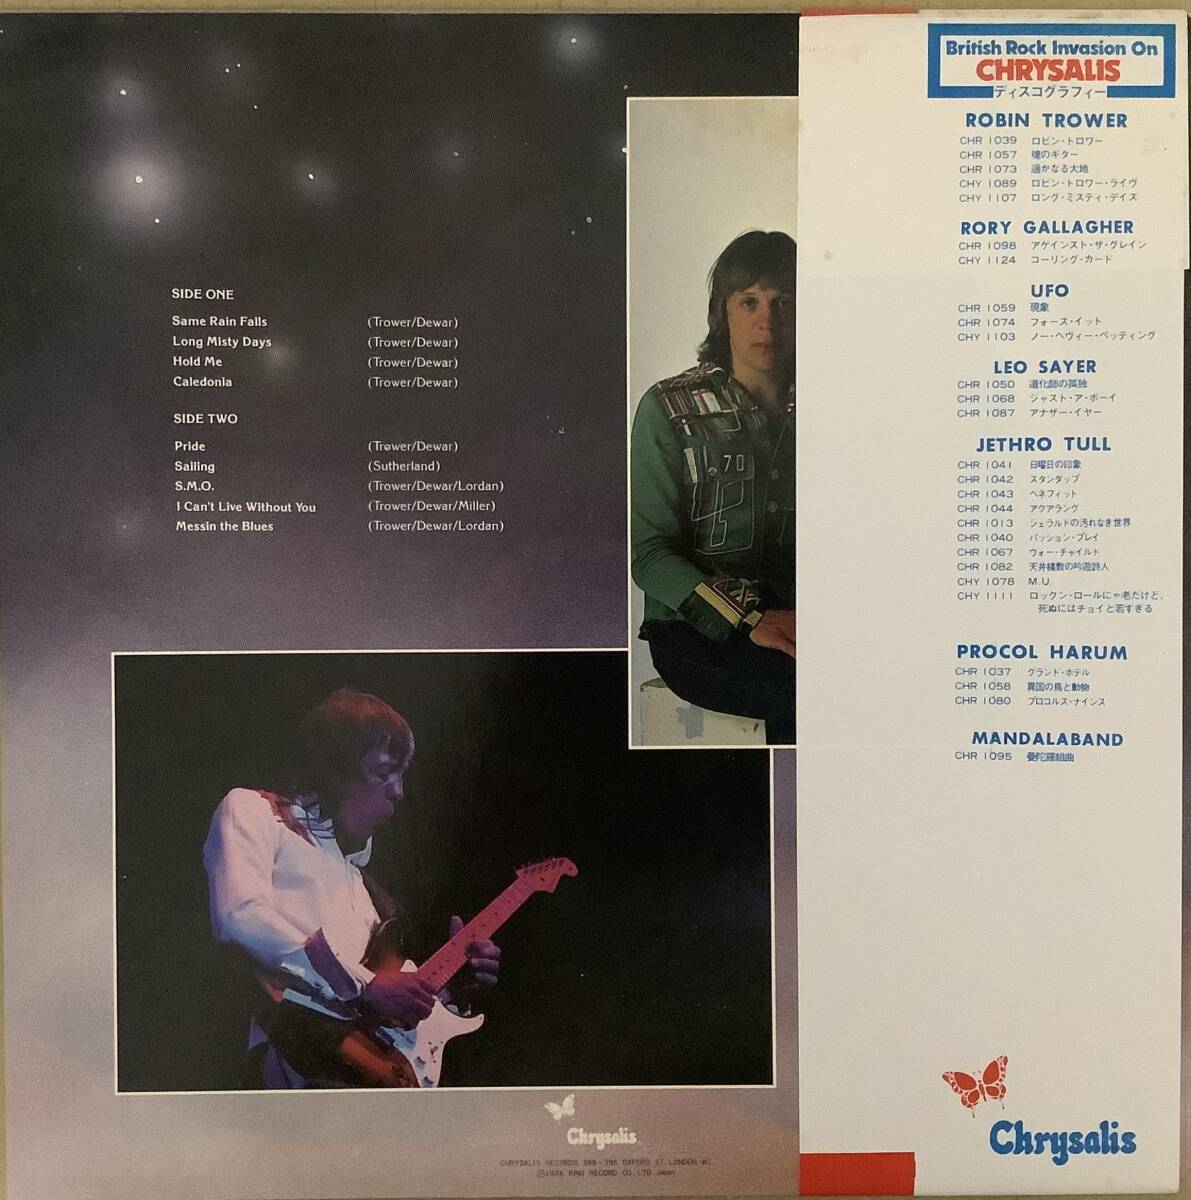 SIDE ONE
Same Rain Falls (Trower/Dewar)
Long Misty Days (Trower/Dewar)
Hold Me (Trower/Dewar)
Caledonia (Trower/Dewar)
SIDE TWO
Pride (Trower/Dewar)
Sailing (Sutherland)
S.M.O. (Trower/Dewar/Lordan)
I Can't Live Without You (Trower/Dewar/Miller)
Messin the Blues (Trower/Dewar/Lordan)
70
Chrysalis
CHRYSALIS RECORDS 388-396 OXFORD ST LONDON W1
Ⓟ1976 KING RECORD CO. LTD Japan
British Rock Invasion On
CHRYSALIS
ディスコグラフィー
ROBIN TROWER
CHR 1039 ロビン・トロワー
CHR 1057 魂のギター
CHR 1073 遥かなる大地
CHY 1089 ロビン・トロワー・ライヴ
CHY 1107 ロング・ミスティ・デイズ
RORY GALLAGHER
CHR 1098 アゲインスト・ザ・グレイン
CHY 1124 コーリング・カード
UFO
CHR 1059 現象
CHR 1074 フォース・イット
CHY 1103 ノー・ヘヴィー・ペッティング
LEO SAYER
CHR 1050 道化師の孤独
CHR 1068 ジャスト・ア・ボーイ
CHR 1087 アナザー・イヤー
JETHRO TULL
CHR 1041 日曜日の印象
CHR 1042 スタンダップ
CHR 1043 ベネフィット
CHR 1044 アクアラング
CHR 1013 ジェラルドの汚れなき世界
CHR 1040 パッション・プレイ
CHR 1067 ウォー・チャイルド
CHR 1082 天井桟敷の吟遊詩人
CHY 1078 M.U.
CHY 1111 ロックン・ロールにゃ老だけど、
死ぬにはチョイと若すぎる
PROCOL HARUM
CHR 1037 グランド・ホテル
CHR 1058 異国の鳥と動物
CHR 1080 プロコルズ・ナインス
MANDALABAND
CHR 1095 曼陀羅組曲
Chrysalis